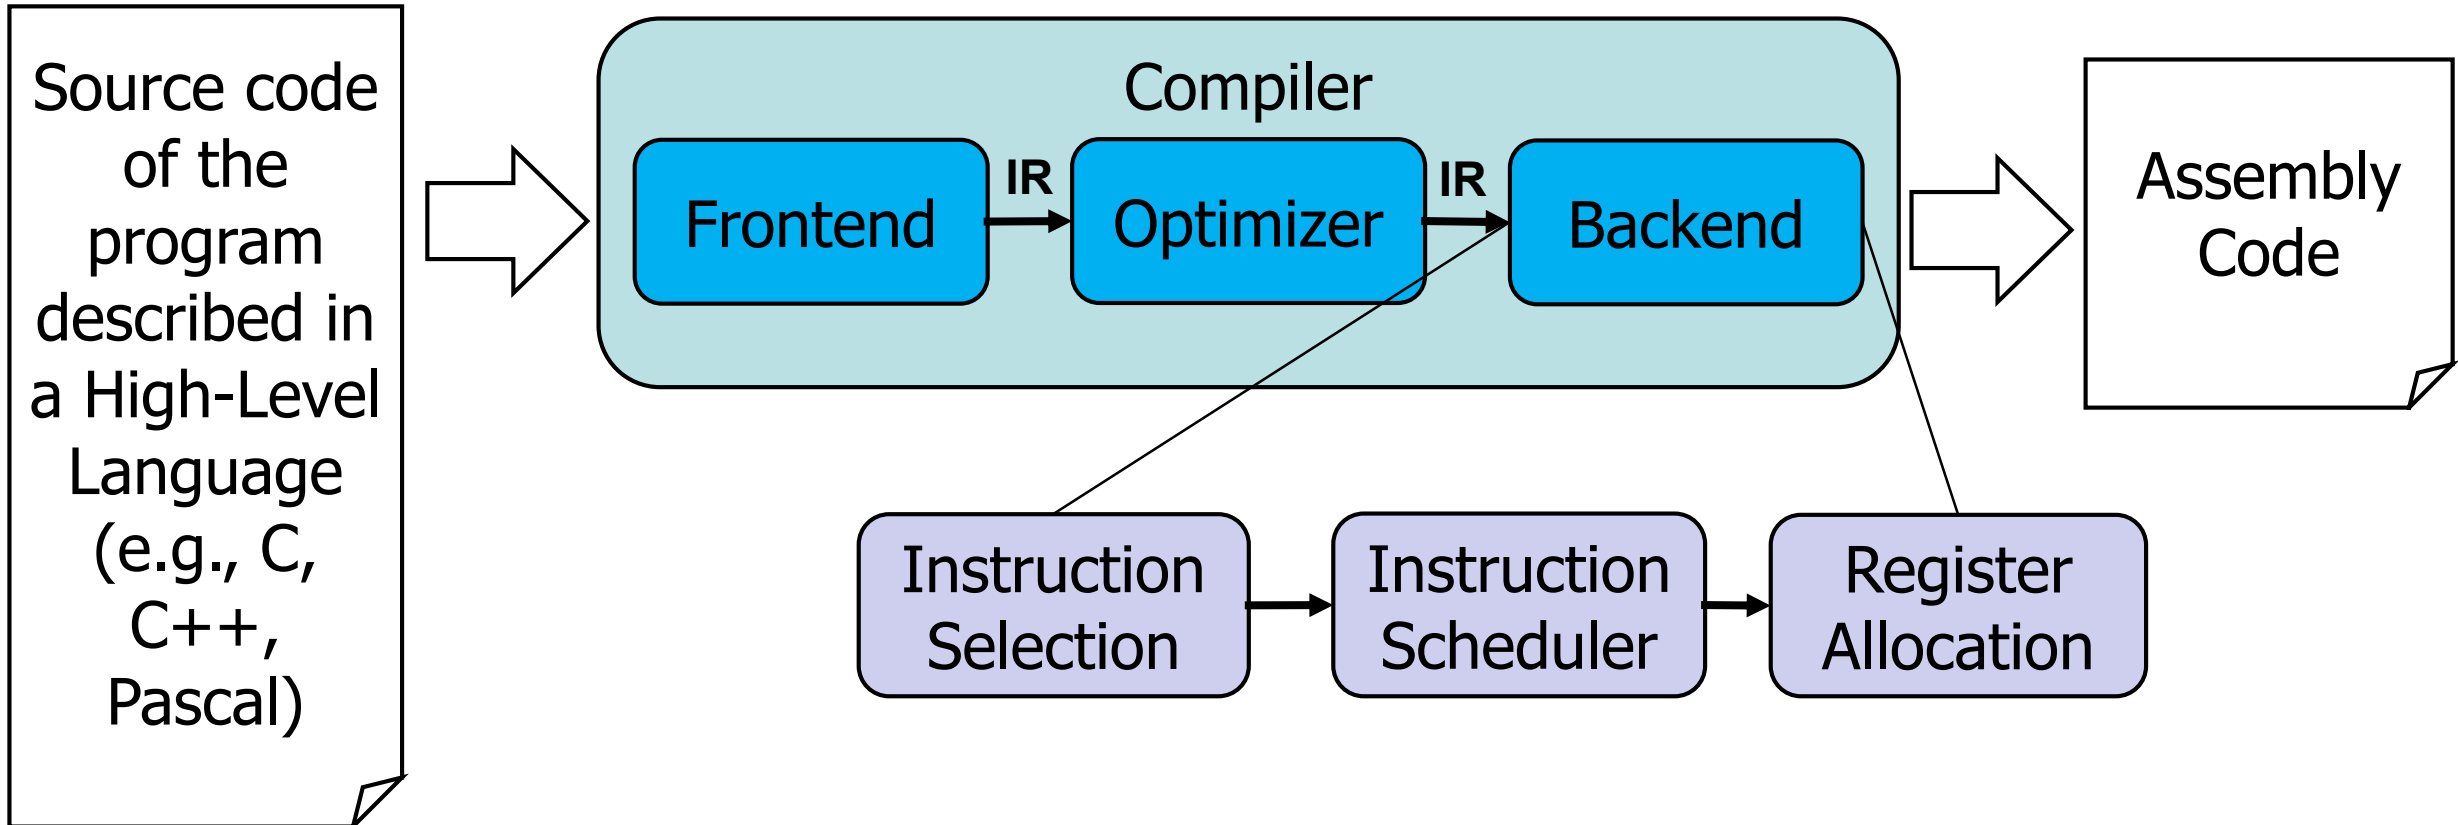 Source code
of the
program
described in
a High-Level
Language
(e.g., C,
C++,
Pascal)
Compiler
Frontend
IR
Optimizer
IR
Backend
Assembly
Code
Instruction
Selection
Instruction
Scheduler
Register
Allocation